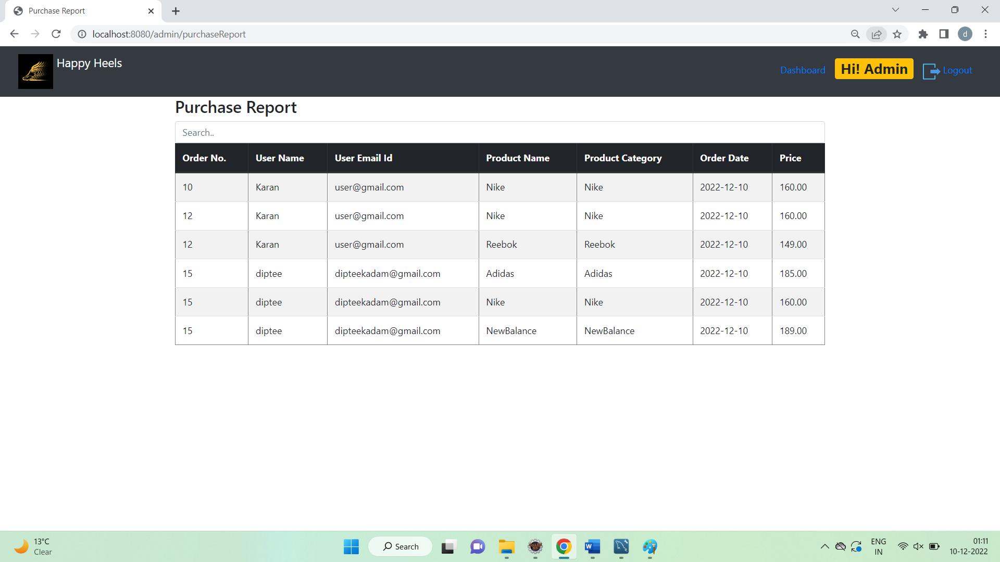 Purchase Report
localhost:8080/admin/purchaseReport
d
Happy Heels
Dashboard
Hi! Admin
Logout
Purchase Report
Search..
Order No. User Name User Email Id Product Name Product Category Order Date Price
10 Karan user@gmail.com Nike Nike 2022-12-10 160.00
12 Karan user@gmail.com Nike Nike 2022-12-10 160.00
12 Karan user@gmail.com Reebok Reebok 2022-12-10 149.00
15 diptee dipteekadam@gmail.com Adidas Adidas 2022-12-10 185.00
15 diptee dipteekadam@gmail.com Nike Nike 2022-12-10 160.00
15 diptee dipteekadam@gmail.com NewBalance NewBalance 2022-12-10 189.00
13°C
Clear
Search
W
ENG
IN
01:11
10-12-2022